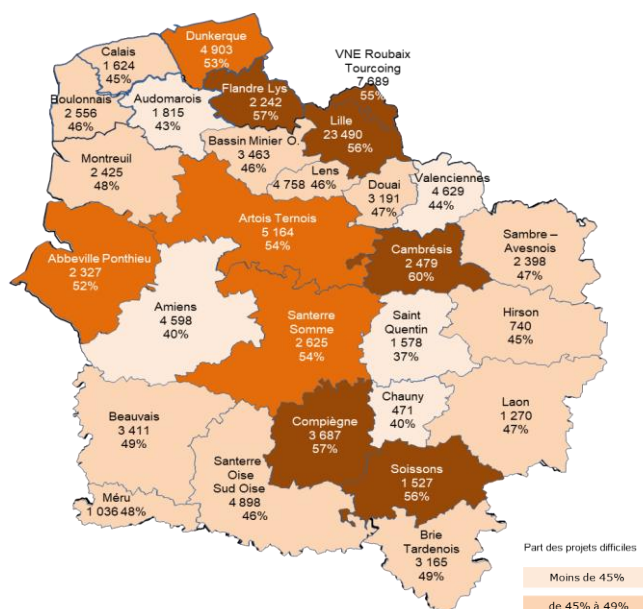 Dunkerque
4 903
53%
Calais
1 624
45%
VNE Roubaix
Tourcoing
7 689
55%
Flandre Lys
2 242
57%
Boulonnais
2 556
46%
Audomarois
1 815
43%
Lille
23 490
56%
Bassin Minier O.
3 463
46%
Montreuil
2 425
48%
Lens
4 758 46%
Douai
3 191
47%
Valenciennes
4 629
44%
Artois Ternois
5 164
54%
Cambrésis
2 479
60%
Sambre –
Avesnois
2 398
47%
Abbeville Ponthieu
2 327
52%
Amiens
4 598
40%
Santerre
Somme
2 625
54%
Saint
Quentin
1 578
37%
Hirson
740
45%
Chauny
471
40%
Laon
1 270
47%
Beauvais
3 411
49%
Compiègne
3 687
57%
Santerre
Oise
Sud Oise
4 898
46%
Soissons
1 527
56%
Méru
1 036 48%
Brie
Tardenois
3 165
49%
Part des projets difficiles
Moins de 45%
de 45% à 49%